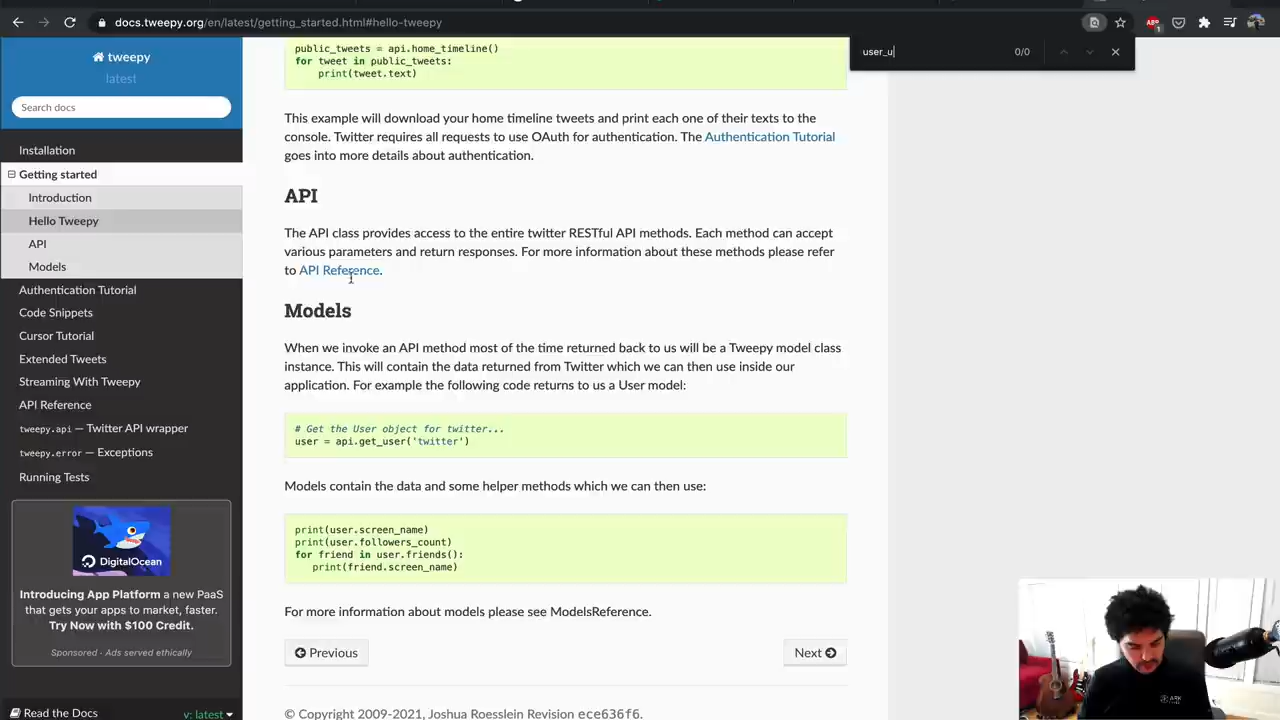 docs.tweepy.org/en/latest/getting_started.html#hello-tweepy
user_u
0/0
tweepy
latest
Search docs
Installation
Getting started
Introduction
Hello Tweepy
API
Models
Authentication Tutorial
Code Snippets
Cursor Tutorial
Extended Tweets
Streaming With Tweepy
API Reference
tweepy.api — Twitter API wrapper
tweepy.error — Exceptions
Running Tests
DigitalOcean
Introducing App Platform a new PaaS
that gets your apps to market, faster.
Try Now with $100 Credit.
Sponsored · Ads served ethically
Read the Docs
v: latest
public_tweets = api.home_timeline()
for tweet in public_tweets:
print(tweet.text)
This example will download your home timeline tweets and print each one of their texts to the
console. Twitter requires all requests to use OAuth for authentication. The Authentication Tutorial
goes into more details about authentication.
API
The API class provides access to the entire twitter RESTful API methods. Each method can accept
various parameters and return responses. For more information about these methods please refer
to API Reference.
Models
When we invoke an API method most of the time returned back to us will be a Tweepy model class
instance. This will contain the data returned from Twitter which we can then use inside our
application. For example the following code returns to us a User model:
# Get the User object for twitter...
user = api.get_user('twitter')
Models contain the data and some helper methods which we can then use:
print(user.screen_name)
print(user.followers_count)
for friend in user.friends():
print(friend.screen_name)
For more information about models please see ModelsReference.
Previous
Next
© Copyright 2009-2021, Joshua Roesslein Revision ece636f6.